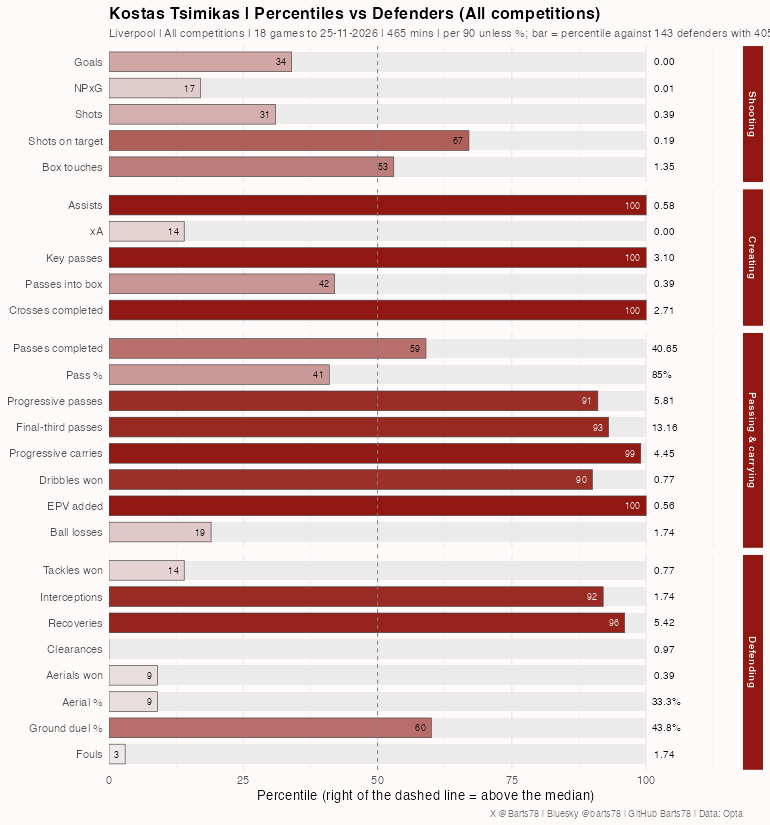 Kostas Tsimikas | Percentiles vs Defenders (All competitions)
Liverpool | All competitions | 18 games to 25-11-2026 | 465 mins | per 90 unless %; bar = percentile against 143 defenders with 405
Goals 34 0.00
NPxG 17 0.01
Shots 31 0.39
Shots on target 67 0.19
Box touches 53 1.35
Shooting
Assists 100 0.58
xA 14 0.00
Key passes 100 3.10
Passes into box 42 0.39
Crosses completed 100 2.71
Creating
Passes completed 59 40.65
Pass % 41 85%
Progressive passes 91 5.81
Final-third passes 93 13.16
Progressive carries 99 4.45
Dribbles won 90 0.77
EPV added 100 0.56
Ball losses 19 1.74
Passing & carrying
Tackles won 14 0.77
Interceptions 92 1.74
Recoveries 96 5.42
Clearances 0.97
Aerials won 9 0.39
Aerial % 9 33.3%
Ground duel % 60 43.8%
Fouls 3 1.74
Defending
0 25 50 75 100
Percentile (right of the dashed line = above the median)
X @Barts78 | Bluesky @barts78 | GitHub Barts78 | Data: Opta